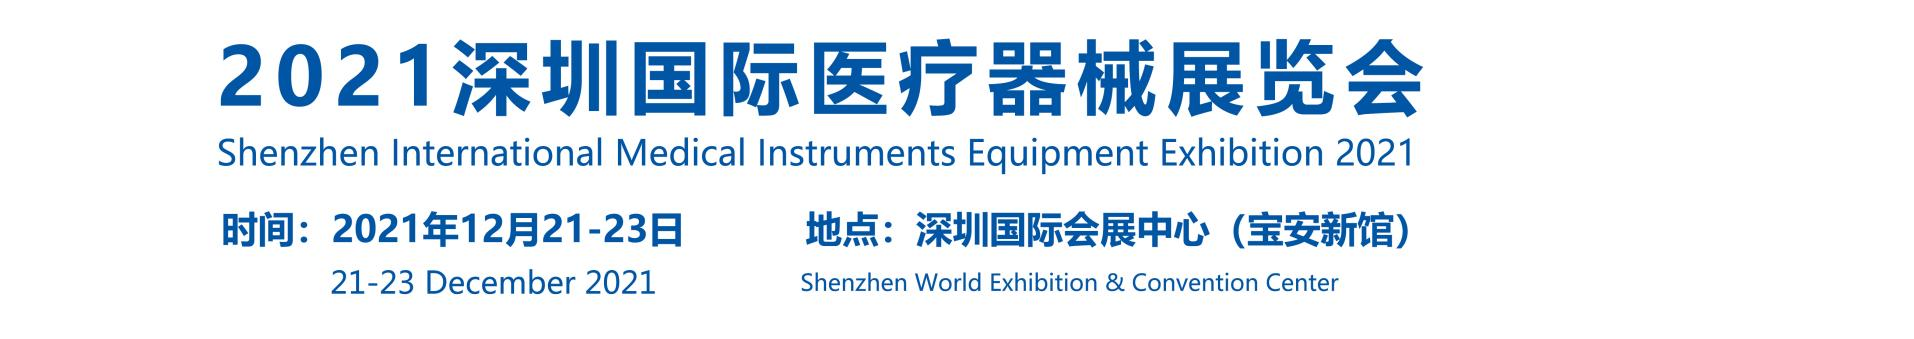 2021深圳国际医疗器械展览会
Shenzhen International Medical Instruments Equipment Exhibition 2021
时间：2021年12月21-23日
21-23 December 2021
地点：深圳国际会展中心（宝安新馆）
Shenzhen World Exhibition & Convention Center